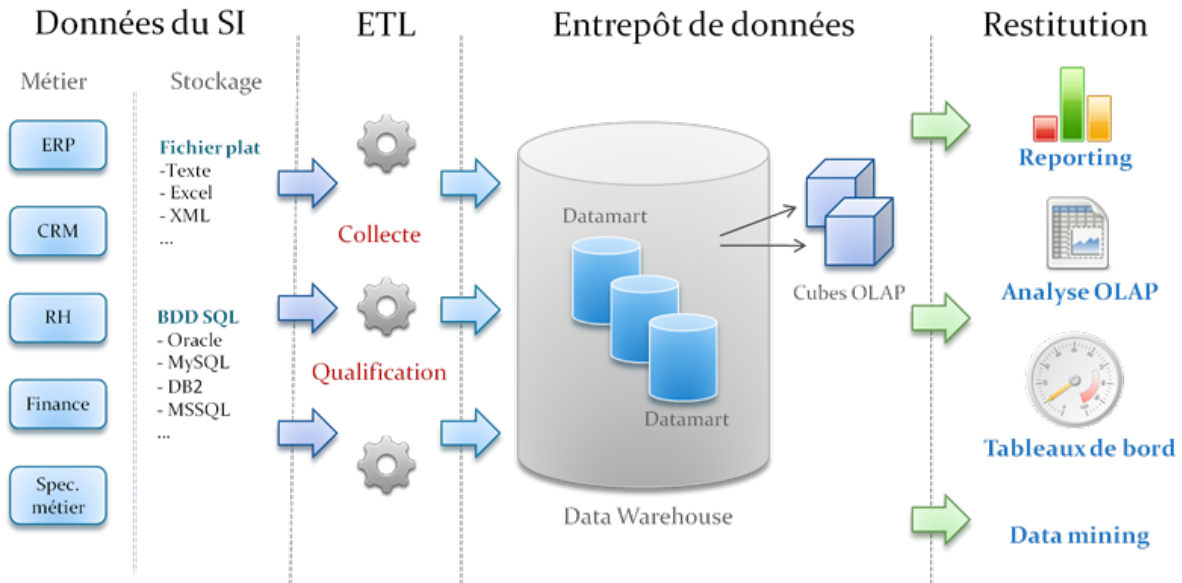 Données du SI
ETL
Entrepôt de données
Restitution
Métier
Stockage
ERP
CRM
RH
Finance
Spec.
métier
Fichier plat
-Texte
- Excel
- XML
...
BDD SQL
- Oracle
- MySQL
- DB2
- MSSQL
...
Collecte
Qualification
Datamart
Datamart
Data Warehouse
Cubes OLAP
Reporting
Analyse OLAP
Tableaux de bord
Data mining